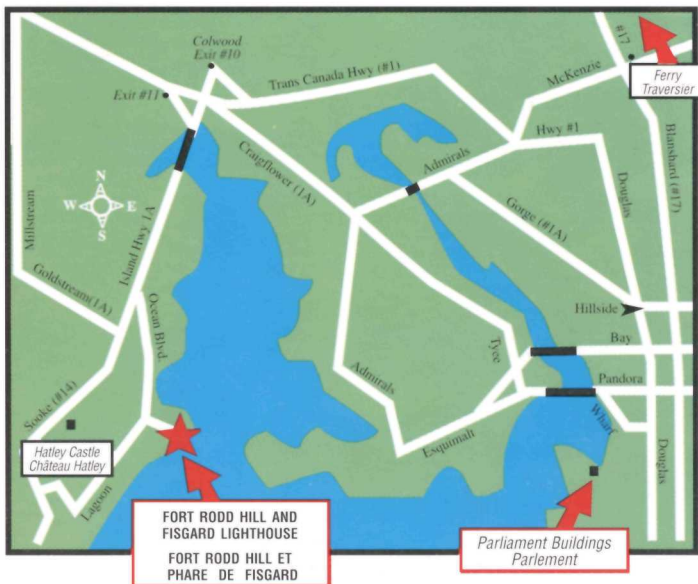 Colwood
Exit #10
#17
Ferry
Traversier
Trans Canada Hwy (#1)
McKenzie
Exit #11
Hwy #1
Admirals
Craigflower (1A)
Blanshard (#17)
Millstream
N
W E
S
Douglas
Gorge (#1A)
Island Hwy 1A
Goldstream(1A)
Ocean Blvd.
Hillside
Bay
Tyee
Pandora
Admirals
Sooke (#14)
Wharf
Esquimalt
Douglas
Hatley Castle
Château Hatley
Lagoon
FORT RODD HILL AND
FISGARD LIGHTHOUSE
FORT RODD HILL ET
PHARE DE FISGARD
Parliament Buildings
Parlement